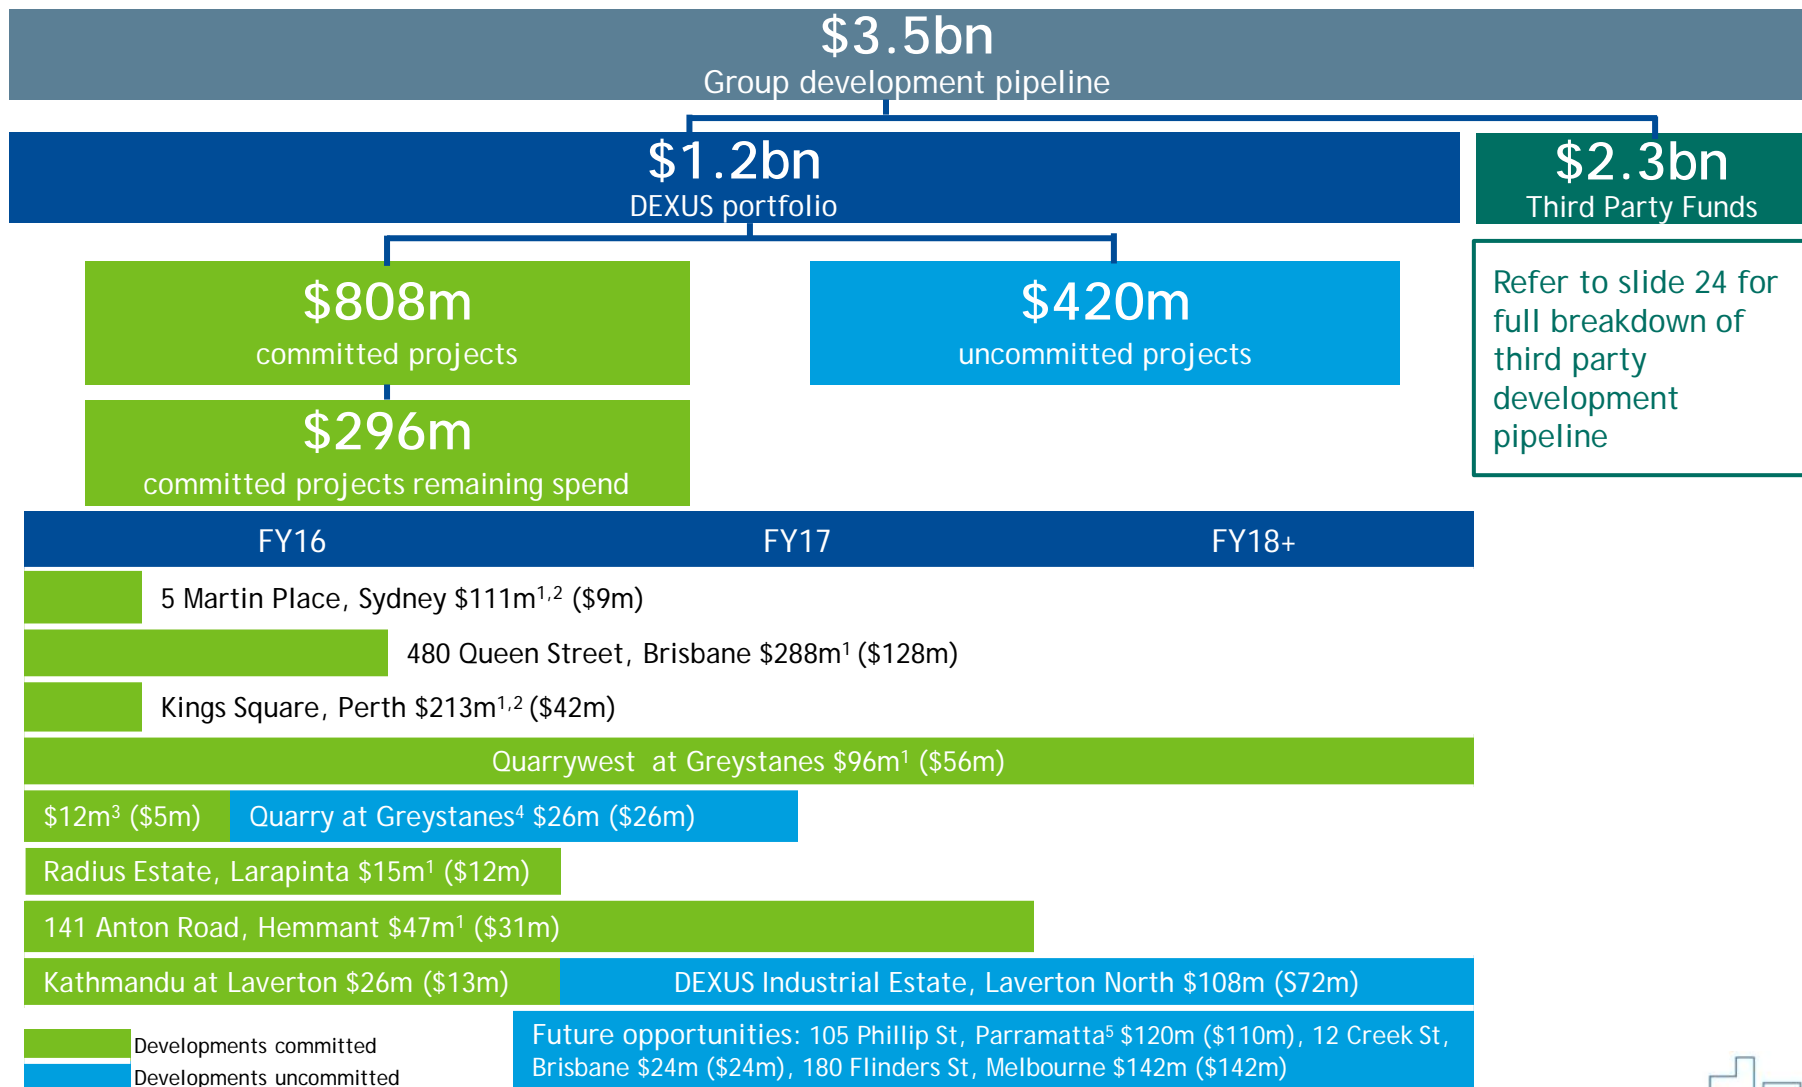 $3.5bn
Group development pipeline
$1.2bn
DEXUS portfolio
$2.3bn
Third Party Funds
$808m
committed projects
$420m
uncommitted projects
Refer to slide 24 for
full breakdown of
third party
development
pipeline
$296m
committed projects remaining spend
FY16 FY17 FY18+
5 Martin Place, Sydney $111m¹,² ($9m)
480 Queen Street, Brisbane $288m¹ ($128m)
Kings Square, Perth $213m¹,² ($42m)
Quarrywest at Greystanes $96m¹ ($56m)
$12m³ ($5m) Quarry at Greystanes⁴ $26m ($26m)
Radius Estate, Larapinta $15m¹ ($12m)
141 Anton Road, Hemmant $47m¹ ($31m)
Kathmandu at Laverton $26m ($13m) DEXUS Industrial Estate, Laverton North $108m (S72m)
Future opportunities: 105 Phillip St, Parramatta⁵ $120m ($110m), 12 Creek St,
Brisbane $24m ($24m), 180 Flinders St, Melbourne $142m ($142m)
Developments committed
Developments uncommitted